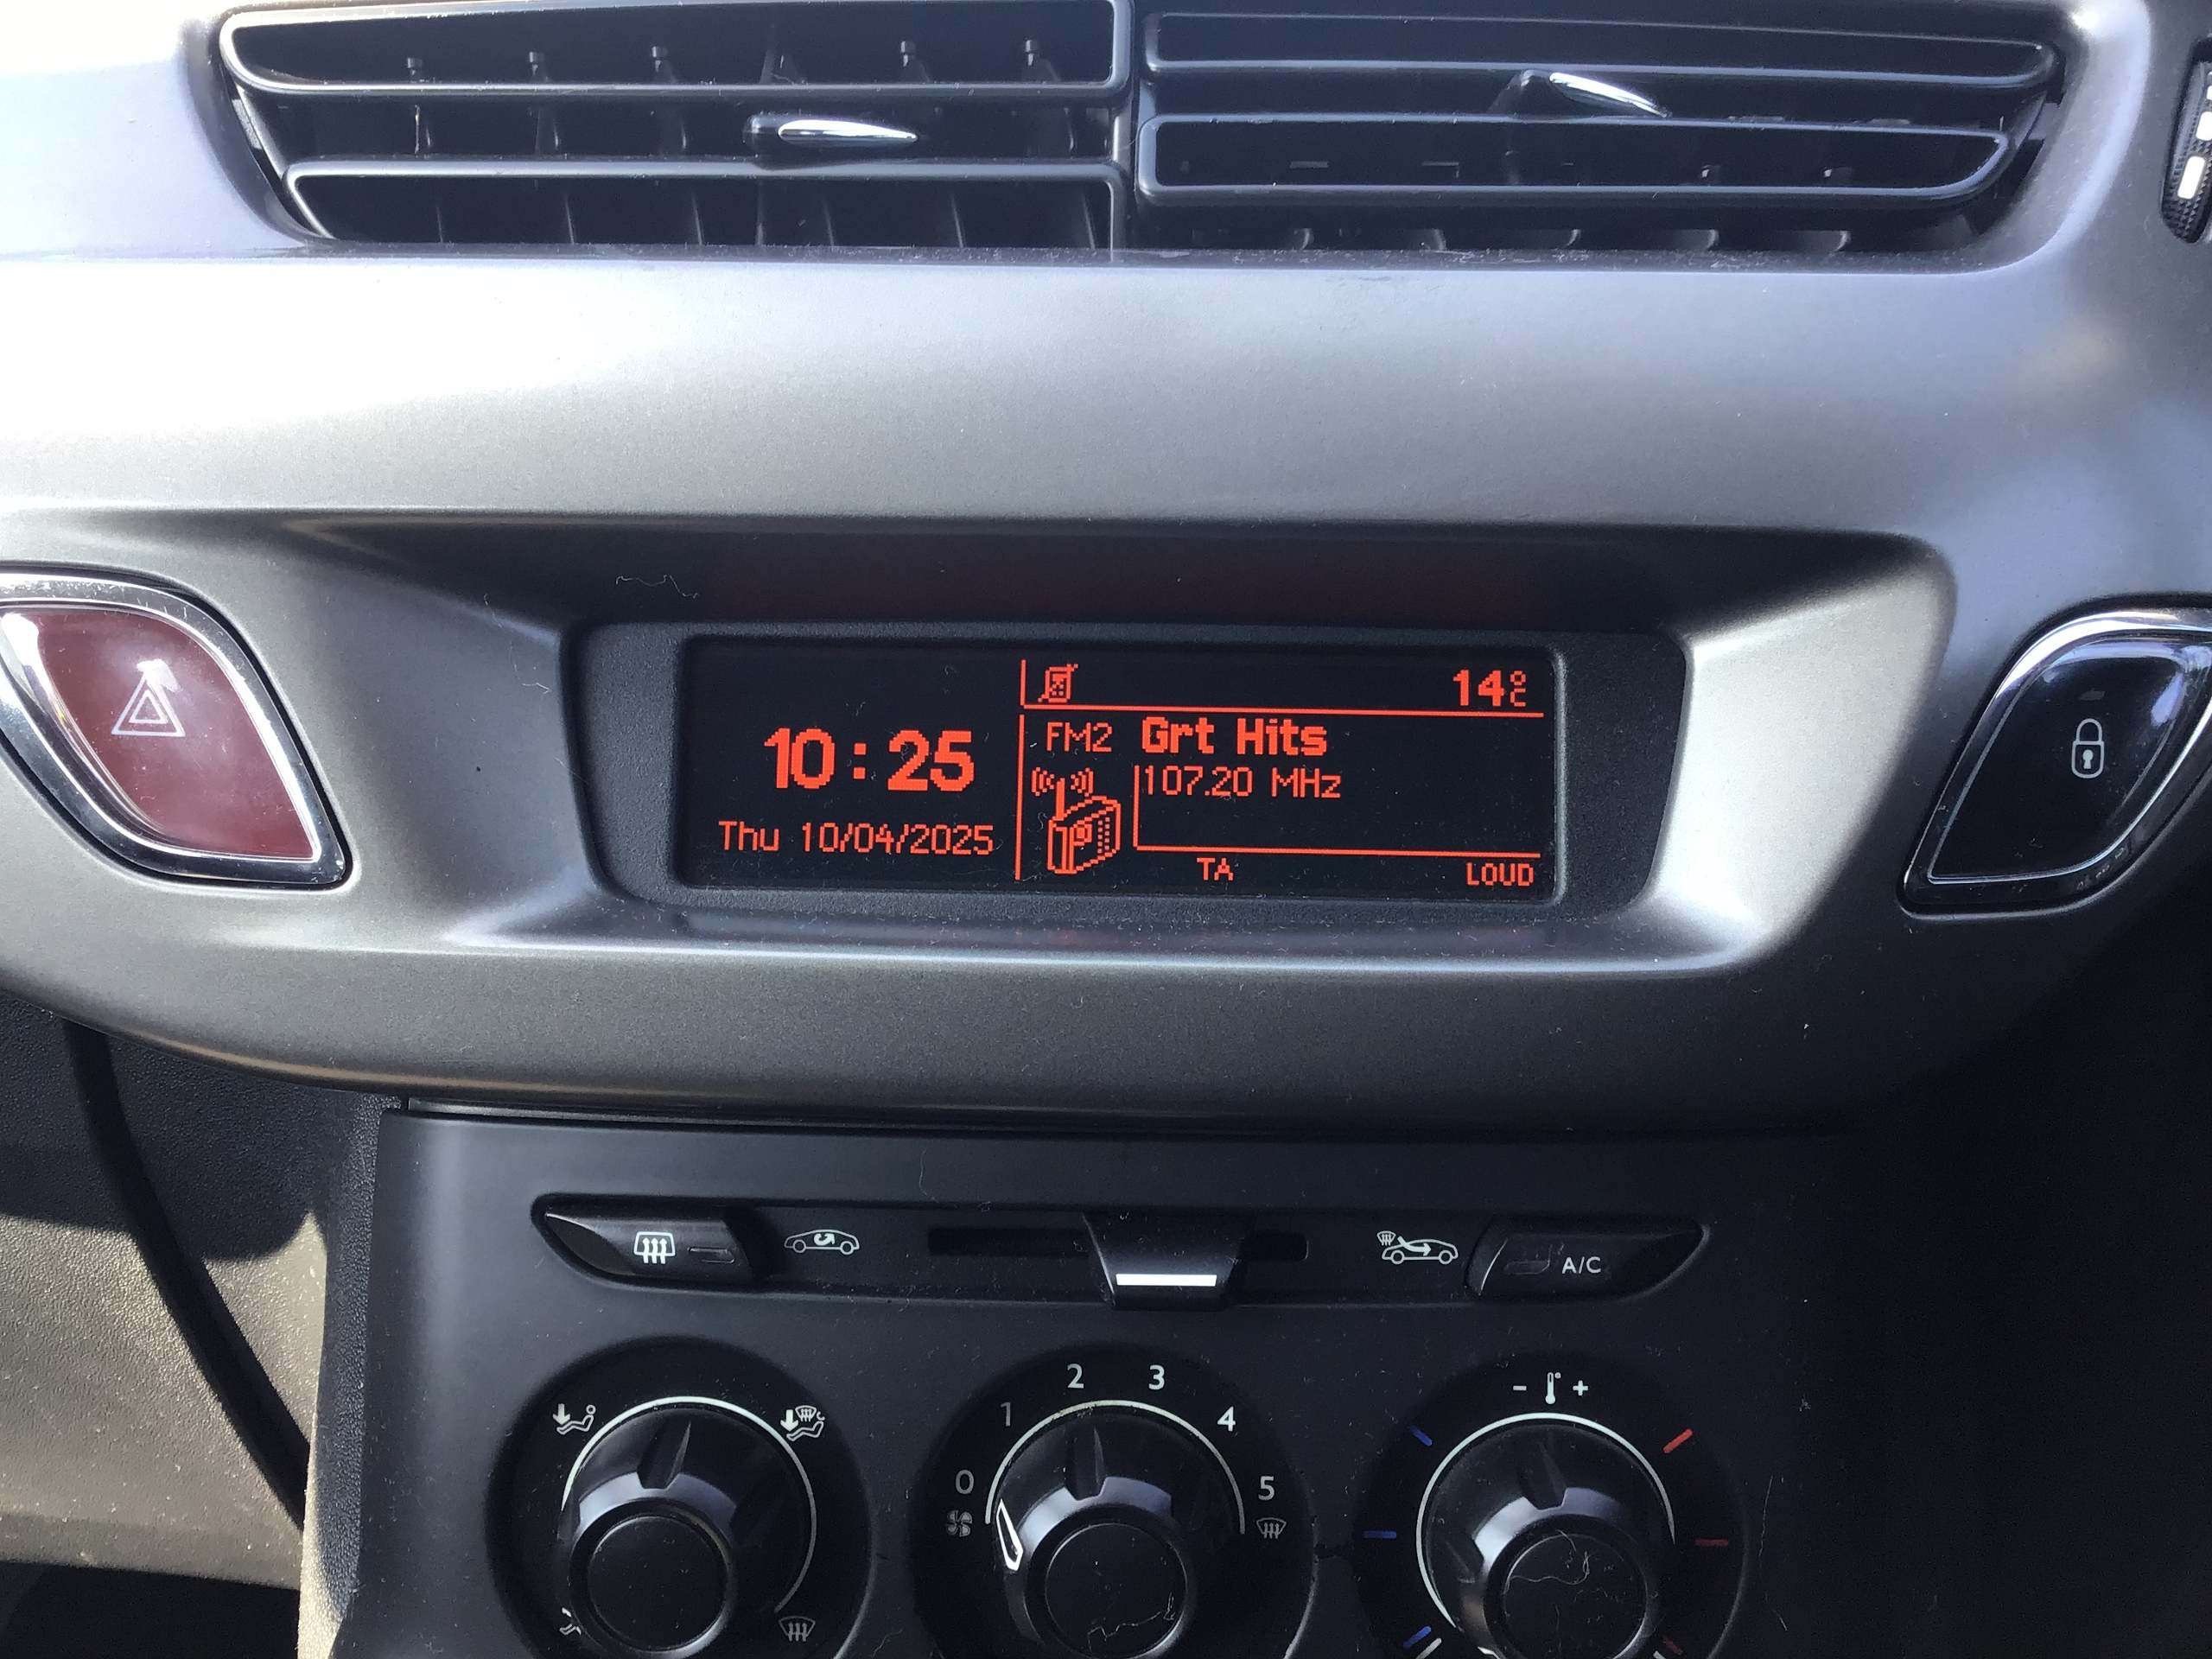 14°C
10:25
FM2 Grt Hits
107.20 MHz
Thu 10/04/2025
TA LOUD
A/C
0 1 2 3 4 5
- +